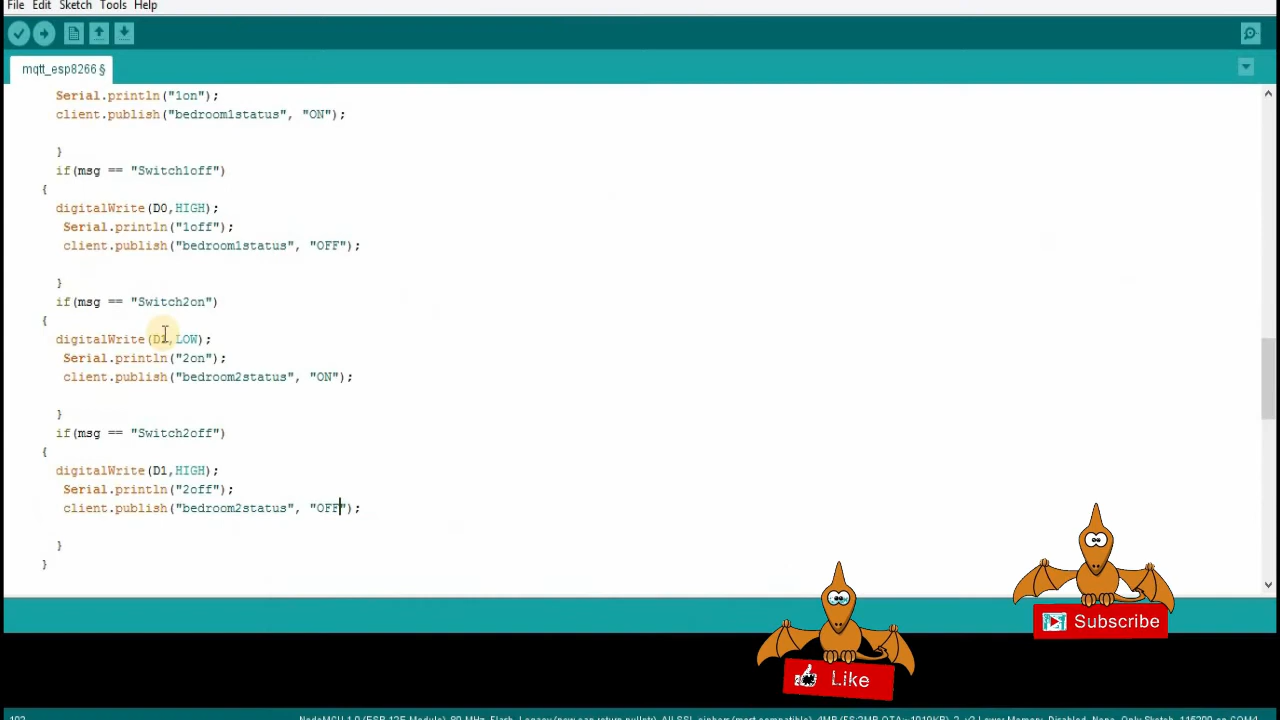 File Edit Sketch Tools Help
mqtt_esp8266 §
Serial.println("1on");
client.publish("bedroom1status", "ON");
}
if(msg == "Switch1off")
{
digitalWrite(D0,HIGH);
Serial.println("1off");
client.publish("bedroom1status", "OFF");
}
if(msg == "Switch2on")
{
digitalWrite(D1,LOW);
Serial.println("2on");
client.publish("bedroom2status", "ON");
}
if(msg == "Switch2off")
{
digitalWrite(D1,HIGH);
Serial.println("2off");
client.publish("bedroom2status", "OFF");
}
}
Subscribe
Like